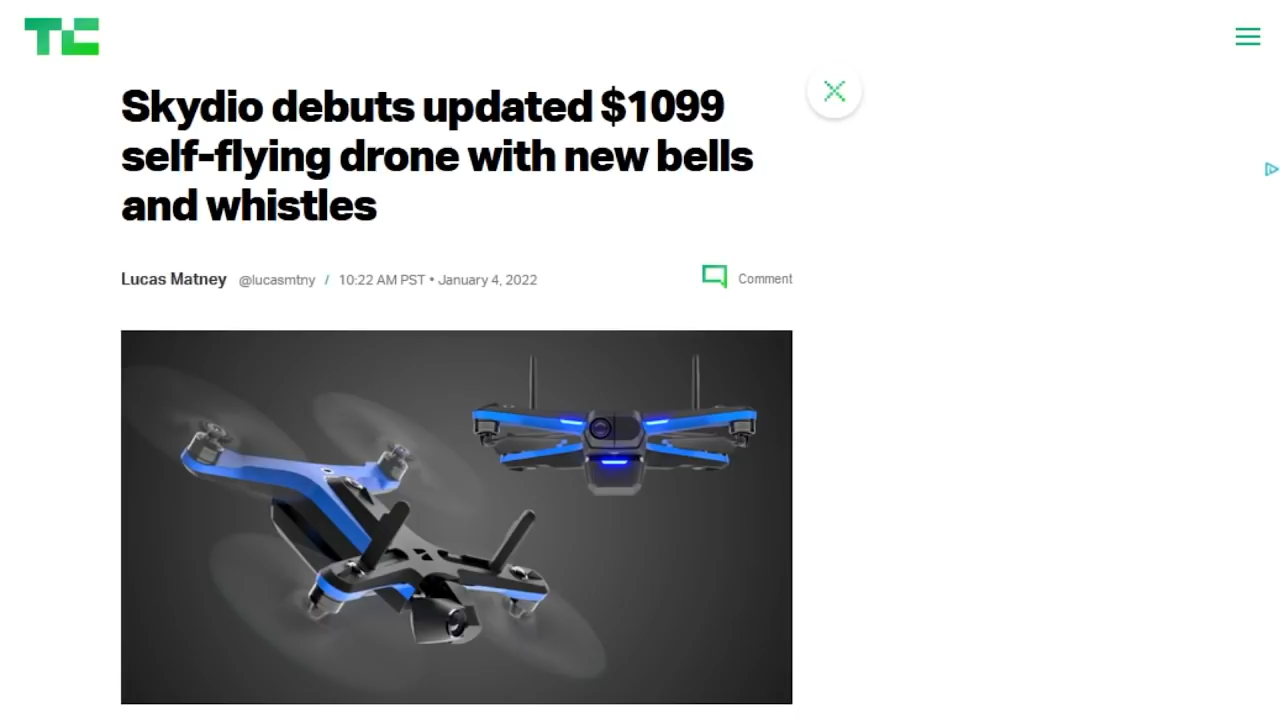 TC
Skydio debuts updated $1099
self-flying drone with new bells
and whistles
Lucas Matney @lucasmtny / 10:22 AM PST • January 4, 2022
Comment